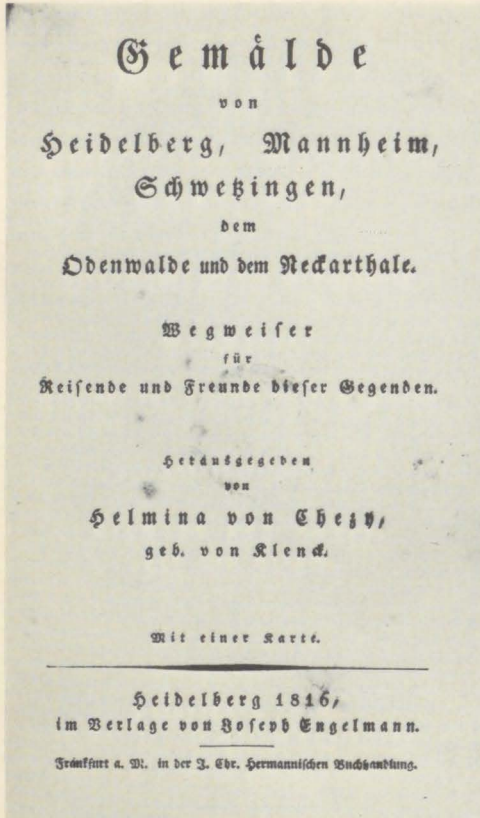 Gemälde
von
Heidelberg, Mannheim,
Schwetzingen,
dem
Odenwalde und dem Neckarthale.
Wegweiser
für
Reisende und Freunde dieser Gegenden.
Herausgegeben
von
Helmina von Chezy,
geb. von Klenck.
Mit einer Karte.
Heidelberg 1816,
im Verlage von Joseph Engelmann.
Frankfurt a. M. in der J. Chr. Hermannischen Buchhandlung.